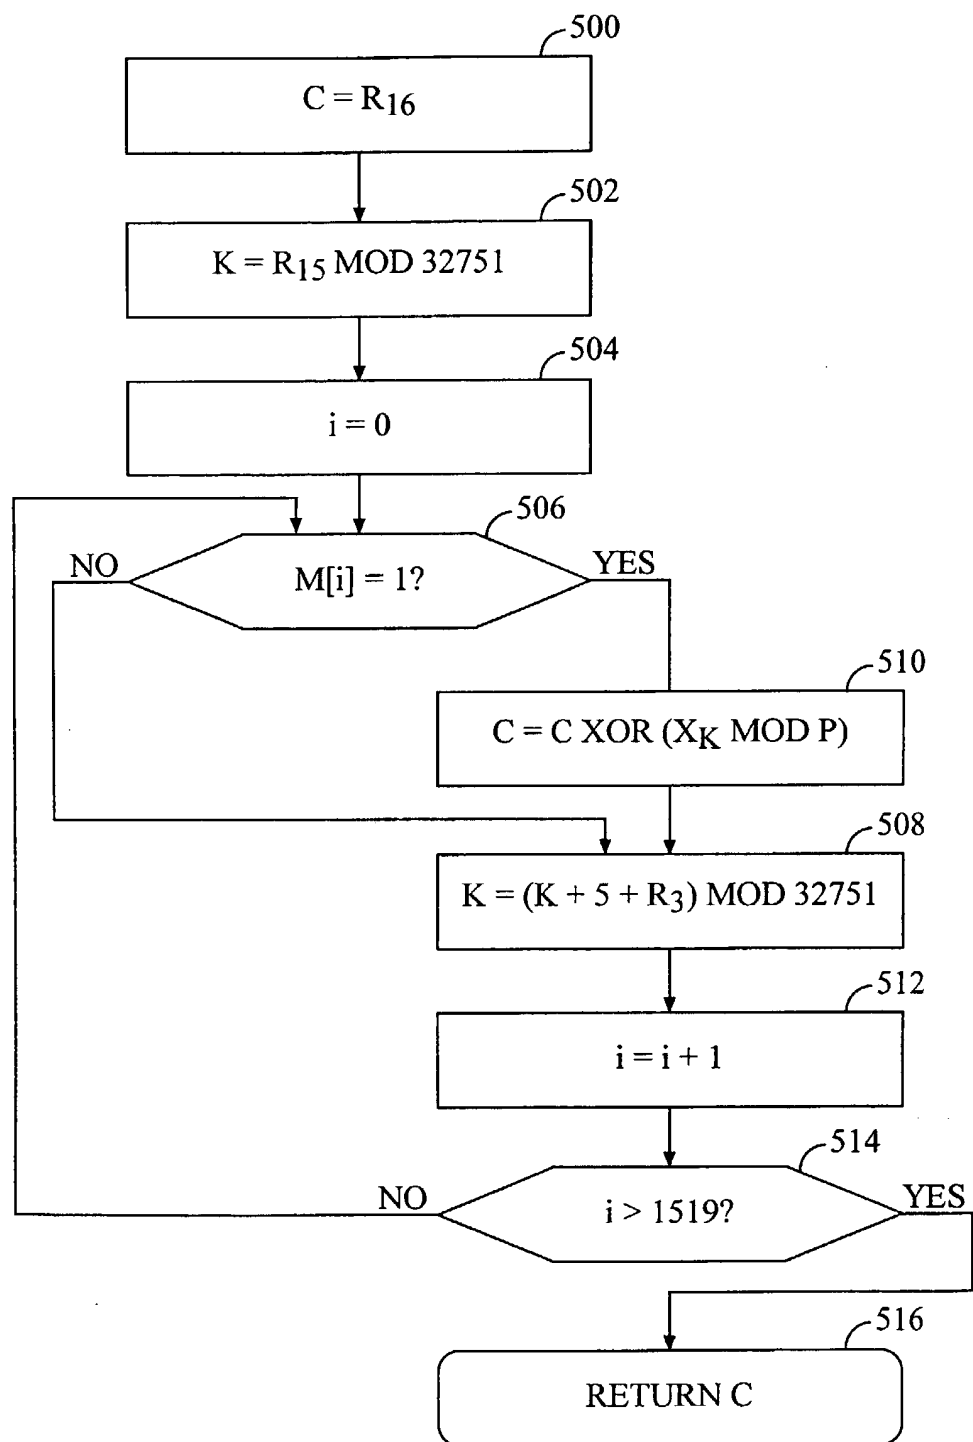 500
C = R16
502
K = R15 MOD 32751
504
i = 0
506
NO
YES
M[i] = 1?
510
C = C XOR (XK MOD P)
508
K = (K + 5 + R3) MOD 32751
512
i = i + 1
514
NO
YES
i > 1519?
516
RETURN C